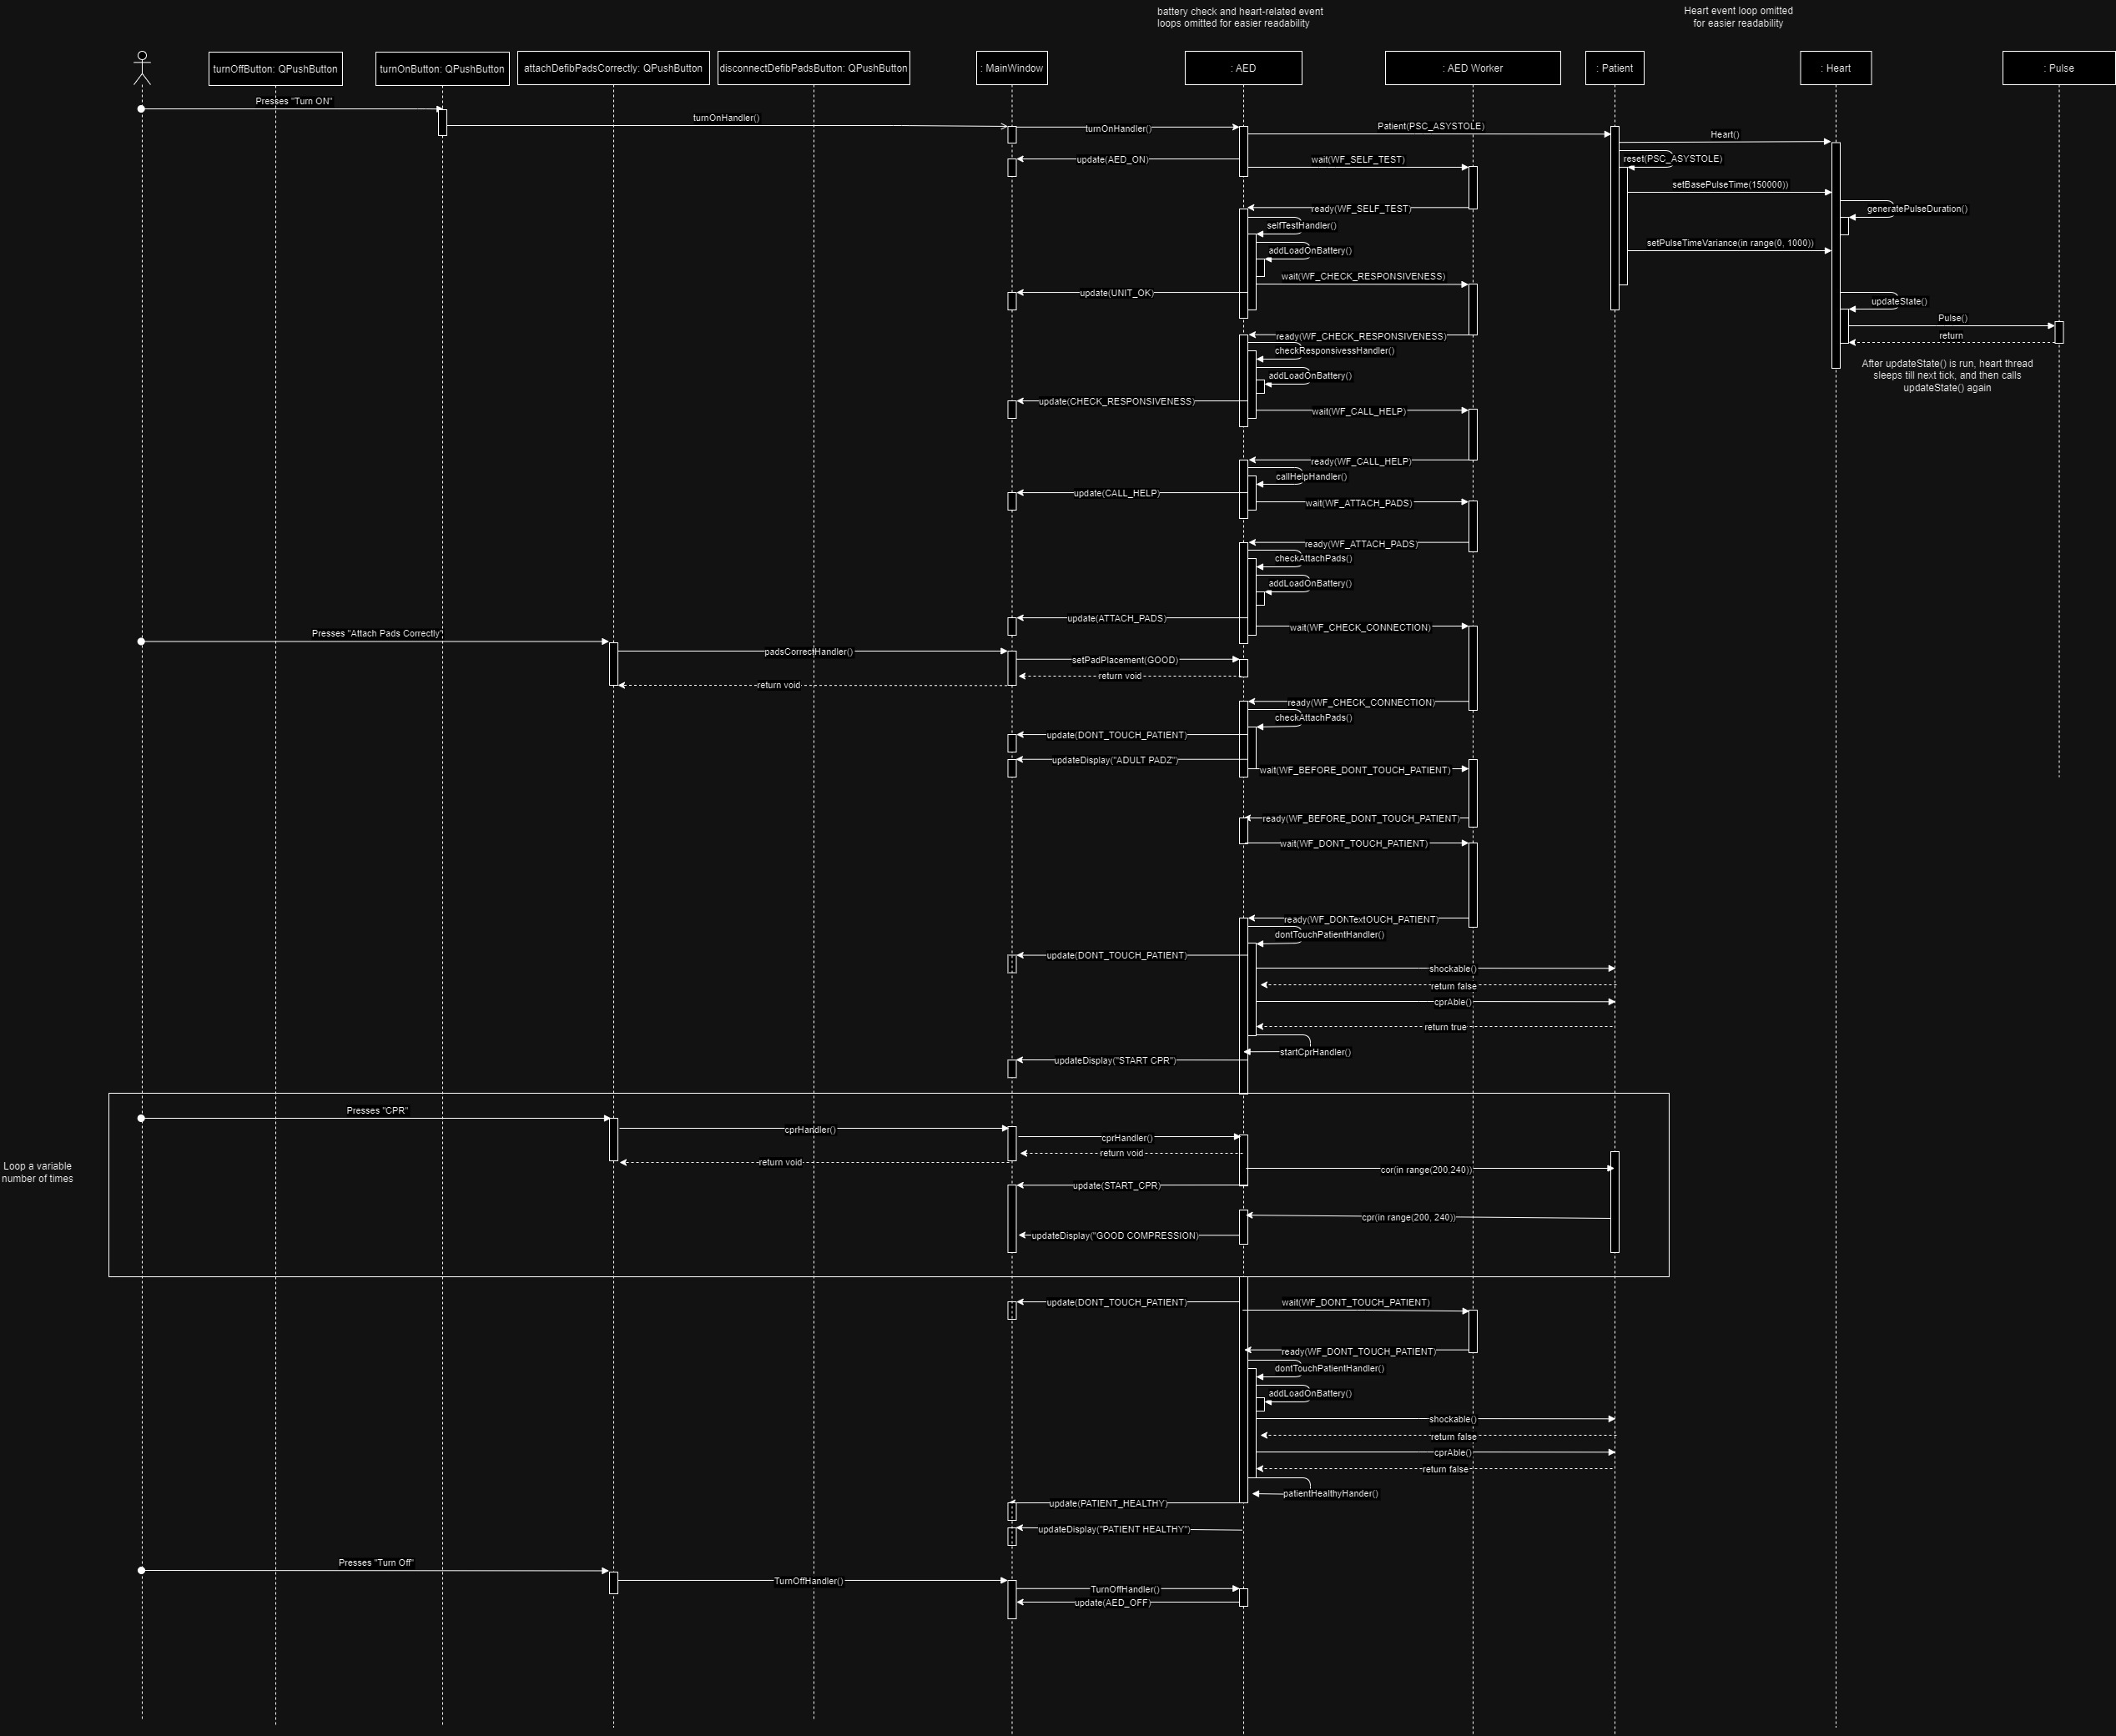 battery check and heart-related event
loops omitted for easier readability
Heart event loop omitted
for easier readability
turnOffButton: QPushButton
turnOnButton: QPushButton
attachDefibPadsCorrectly: QPushButton
disconnectDefibPadsButton: QPushButton
: MainWindow
: AED
: AED Worker
: Patient
: Heart
: Pulse
Presses "Turn ON"
turnOnHandler()
turnOnHandler()
Patient(PSC_ASYSTOLE)
Heart()
update(AED_ON)
wait(WF_SELF_TEST)
reset(PSC_ASYSTOLE)
setBasePulseTime(150000))
ready(WF_SELF_TEST)
generatePulseDuration()
selfTestHandler()
setPulseTimeVariance(in range(0, 1000))
addLoadOnBattery()
wait(WF_CHECK_RESPONSIVENESS)
update(UNIT_OK)
updateState()
Pulse()
ready(WF_CHECK_RESPONSIVENESS)
return
checkResponsivessHandler()
After updateState() is run, heart thread
sleeps till next tick, and then calls
updateState() again
addLoadOnBattery()
update(CHECK_RESPONSIVENESS)
wait(WF_CALL_HELP)
ready(WF_CALL_HELP)
callHelpHandler()
update(CALL_HELP)
wait(WF_ATTACH_PADS)
ready(WF_ATTACH_PADS)
checkAttachPads()
addLoadOnBattery()
update(ATTACH_PADS)
wait(WF_CHECK_CONNECTION)
Presses "Attach Pads Correctly"
padsCorrectHandler()
setPadPlacement(GOOD)
return void
return void
ready(WF_CHECK_CONNECTION)
checkAttachPads()
update(DONT_TOUCH_PATIENT)
updateDisplay("ADULT PADZ")
wait(WF_BEFORE_DONT_TOUCH_PATIENT)
ready(WF_BEFORE_DONT_TOUCH_PATIENT)
wait(WF_DONT_TOUCH_PATIENT)
ready(WF_DONTextOUCH_PATIENT)
dontTouchPatientHandler()
update(DONT_TOUCH_PATIENT)
shockable()
return false
cprAble()
return true
startCprHandler()
updateDisplay("START CPR")
Presses "CPR"
cprHandler()
cprHandler()
return void
return void
Loop a variable
number of times
cor(in range(200,240))
update(START_CPR)
cpr(in range(200, 240))
updateDisplay("GOOD COMPRESSION)
update(DONT_TOUCH_PATIENT)
wait(WF_DONT_TOUCH_PATIENT)
ready(WF_DONT_TOUCH_PATIENT)
dontTouchPatientHandler()
addLoadOnBattery()
shockable()
return false
cprAble()
return false
patientHealthyHander()
update(PATIENT_HEALTHY)
updateDisplay("PATIENT HEALTHY")
Presses "Turn Off"
TurnOffHandler()
TurnOffHandler()
update(AED_OFF)